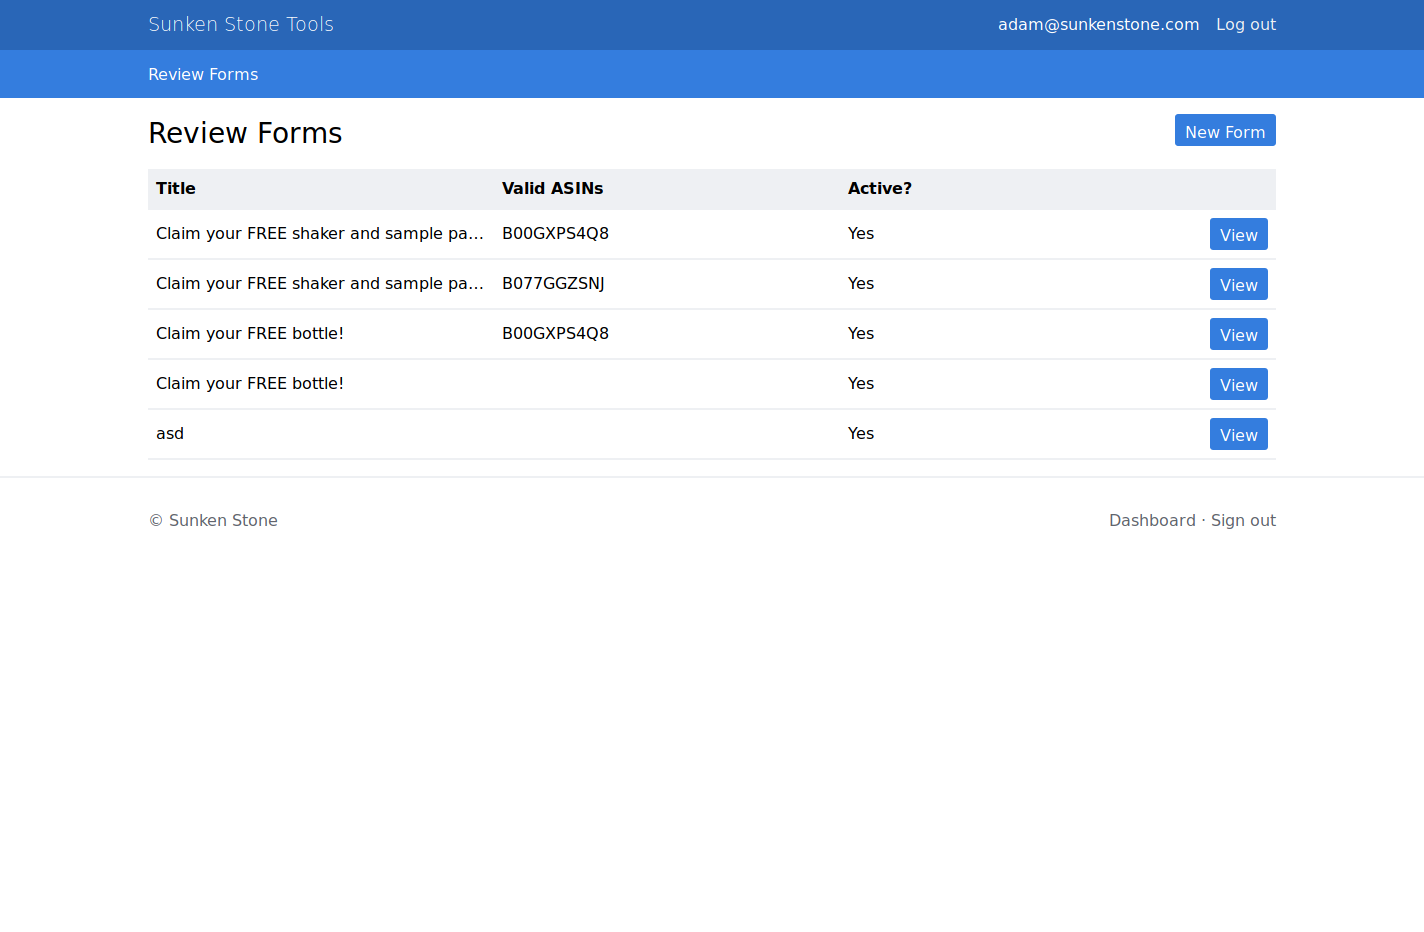 Sunken Stone Tools adam@sunkenstone.com Log out
Review Forms
Review Forms New Form
Title Valid ASINs Active?
Claim your FREE shaker and sample pa... B00GXPS4Q8 Yes View
Claim your FREE shaker and sample pa... B077GGZSNJ Yes View
Claim your FREE bottle! B00GXPS4Q8 Yes View
Claim your FREE bottle! Yes View
asd Yes View
© Sunken Stone Dashboard · Sign out